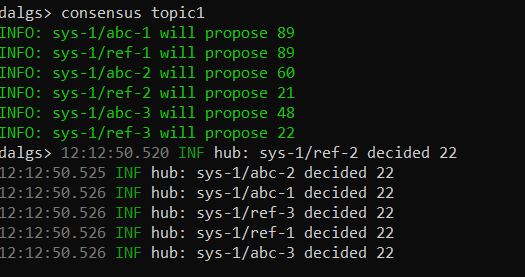 dalgs> consensus topic1
INFO: sys-1/abc-1 will propose 89
INFO: sys-1/ref-1 will propose 89
INFO: sys-1/abc-2 will propose 60
INFO: sys-1/ref-2 will propose 21
INFO: sys-1/abc-3 will propose 48
INFO: sys-1/ref-3 will propose 22
dalgs> 12:12:50.520 INF hub: sys-1/ref-2 decided 22
12:12:50.525 INF hub: sys-1/abc-2 decided 22
12:12:50.526 INF hub: sys-1/abc-1 decided 22
12:12:50.526 INF hub: sys-1/ref-3 decided 22
12:12:50.526 INF hub: sys-1/ref-1 decided 22
12:12:50.526 INF hub: sys-1/abc-3 decided 22